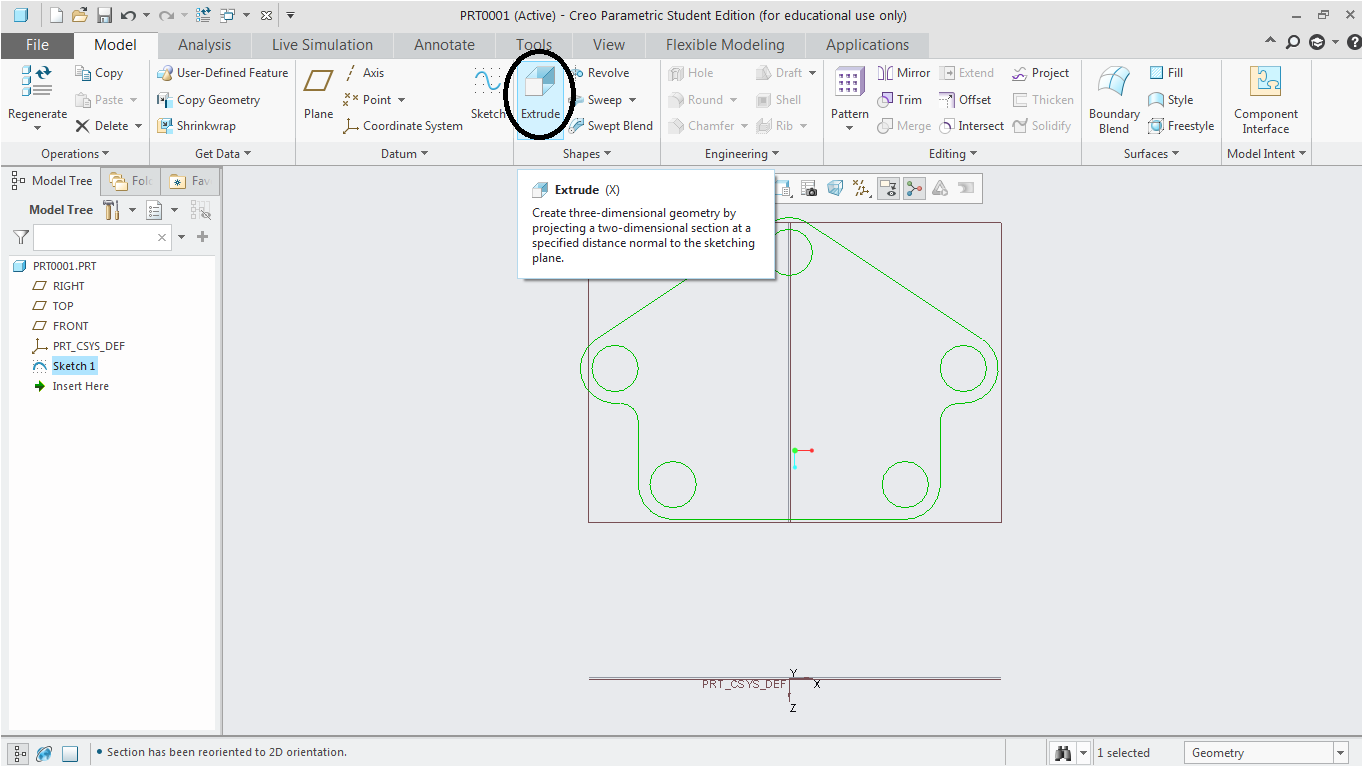 PRT0001 (Active) - Creo Parametric Student Edition (for educational use only)
File Model Analysis Live Simulation Annotate Tools View Flexible Modeling Applications
Regenerate
Copy
Paste
Delete
Operations
User-Defined Feature
Copy Geometry
Shrinkwrap
Get Data
Plane
Axis
Point
Coordinate System
Sketch
Datum
Extrude
Revolve
Sweep
Swept Blend
Shapes
Hole
Round
Chamfer
Draft
Shell
Rib
Engineering
Pattern
Mirror
Trim
Merge
Extend
Offset
Intersect
Project
Thicken
Solidify
Editing
Boundary
Blend
Fill
Style
Freestyle
Surfaces
Component
Interface
Model Intent
Model Tree Fol Fav
Model Tree
PRT0001.PRT
RIGHT
TOP
FRONT
PRT_CSYS_DEF
Sketch 1
Insert Here
Extrude (X)
Create three-dimensional geometry by
projecting a two-dimensional section at a
specified distance normal to the sketching
plane.
Y
PRT_CSYS_DEF X
Z
• Section has been reoriented to 2D orientation.
1 selected
Geometry